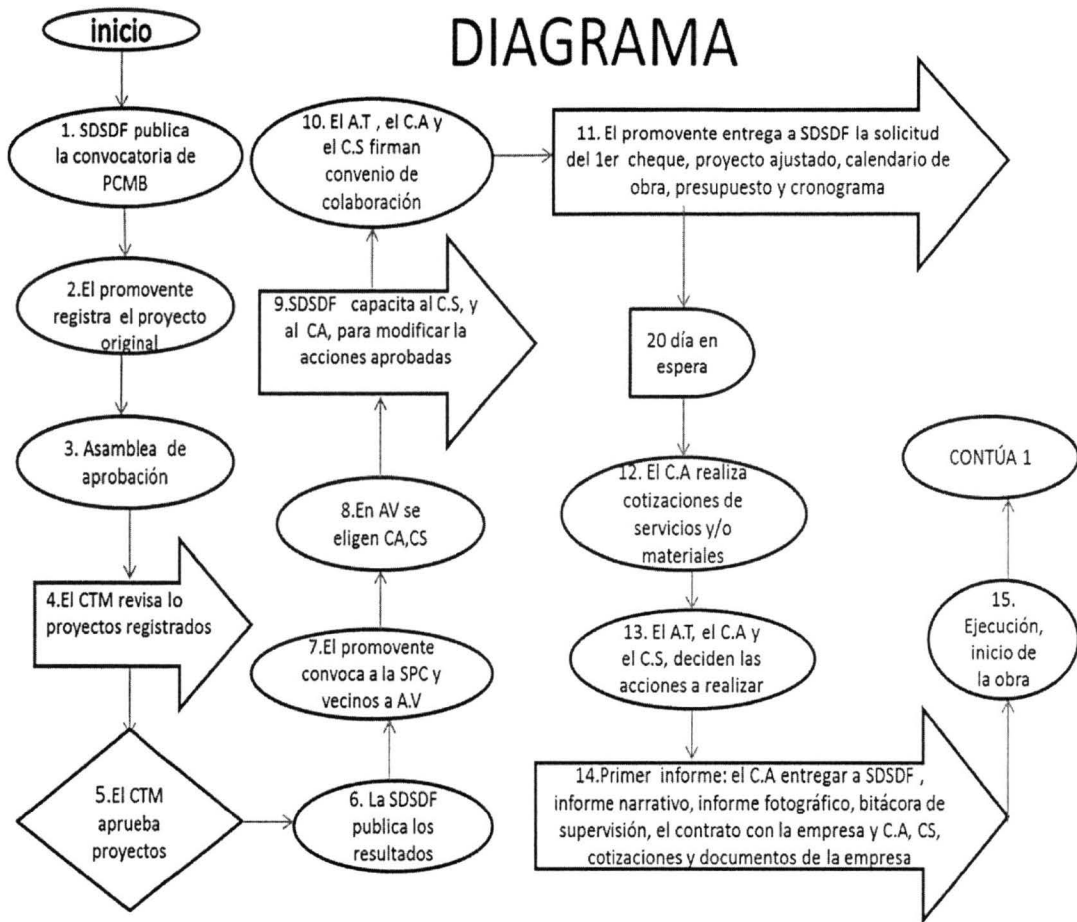 DIAGRAMA
inicio
1. SDSDF publica
la convocatoria de
PCMB
2.El promovente
registra el proyecto
original
3. Asamblea de
aprobación
4.El CTM revisa lo
proyectos registrados
5.El CTM
aprueba
proyectos
6. La SDSDF
publica los
resultados
7.El promovente
convoca a la SPC y
vecinos a A.V
8.En AV se
eligen CA,CS
9.SDSDF capacita al C.S, y
al CA, para modificar la
acciones aprobadas
10. El A.T , el C.A y
el C.S firman
convenio de
colaboración
11. El promovente entrega a SDSDF la solicitud
del 1er cheque, proyecto ajustado, calendario de
obra, presupuesto y cronograma
20 día en
espera
12. El C.A realiza
cotizaciones de
servicios y/o
materiales
13. El A.T, el C.A y
el C.S, deciden las
acciones a realizar
14.Primer informe: el C.A entregar a SDSDF ,
informe narrativo, informe fotográfico, bitácora de
supervisión, el contrato con la empresa y C.A, CS,
cotizaciones y documentos de la empresa
15.
Ejecución,
inicio de
la obra
CONTÚA 1